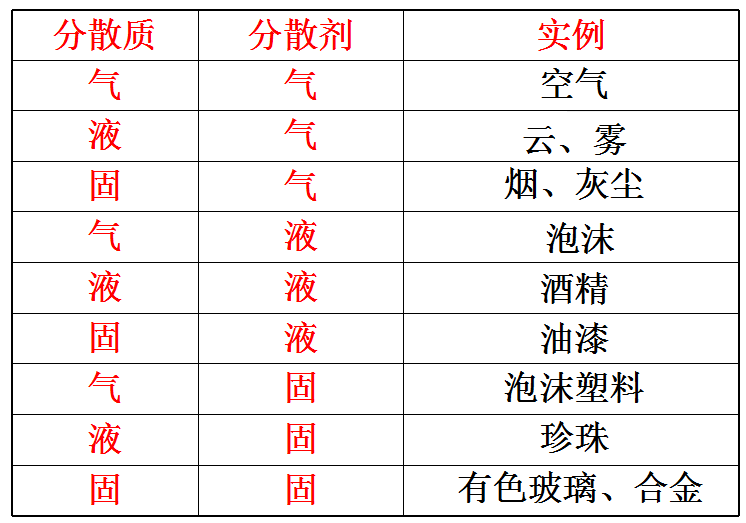 分散质 分散剂 实例
气 气 空气
液 气 云、雾
固 气 烟、灰尘
气 液 泡沫
液 液 酒精
固 液 油漆
气 固 泡沫塑料
液 固 珍珠
固 固 有色玻璃、合金